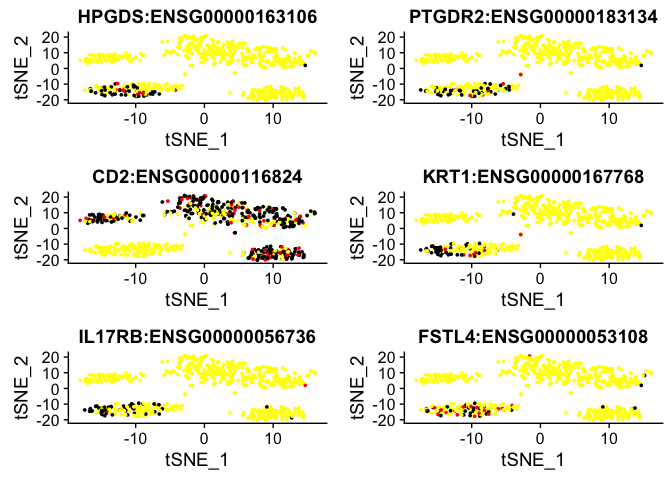 HPGDS:ENSG00000163106
PTGDR2:ENSG00000183134
tSNE_2
20
10
0
-10
-20
-10
0
10
tSNE_1
tSNE_2
20
10
0
-10
-20
-10
0
10
tSNE_1
CD2:ENSG00000116824
KRT1:ENSG00000167768
tSNE_2
20
10
0
-10
-20
-10
0
10
tSNE_1
tSNE_2
20
10
0
-10
-20
-10
0
10
tSNE_1
IL17RB:ENSG00000056736
FSTL4:ENSG00000053108
tSNE_2
20
10
0
-10
-20
-10
0
10
tSNE_1
tSNE_2
20
10
0
-10
-20
-10
0
10
tSNE_1